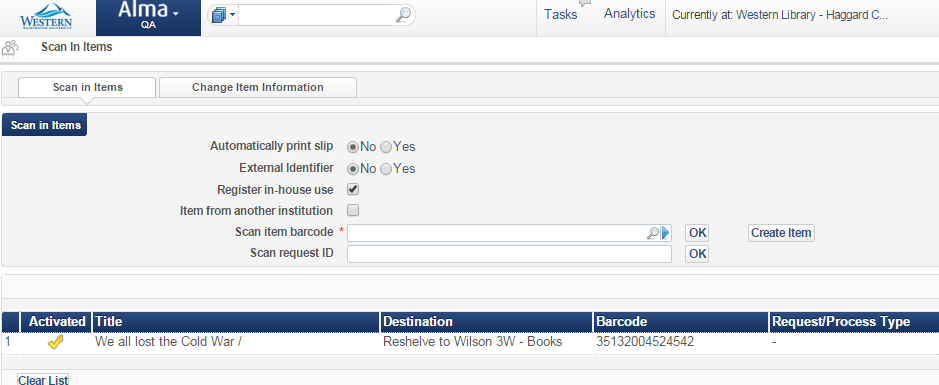 WESTERN
WASHINGTON UNIVERSITY
Alma
QA
Tasks
Analytics
Currently at: Western Library - Haggard C...
Scan In Items
Scan in Items
Change Item Information
Scan in Items
Automatically print slip No Yes
External Identifier No Yes
Register in-house use
Item from another institution
Scan item barcode * OK Create Item
Scan request ID OK
Activated Title Destination Barcode Request/Process Type
1 We all lost the Cold War / Reshelve to Wilson 3W - Books 35132004524542 -
Clear List